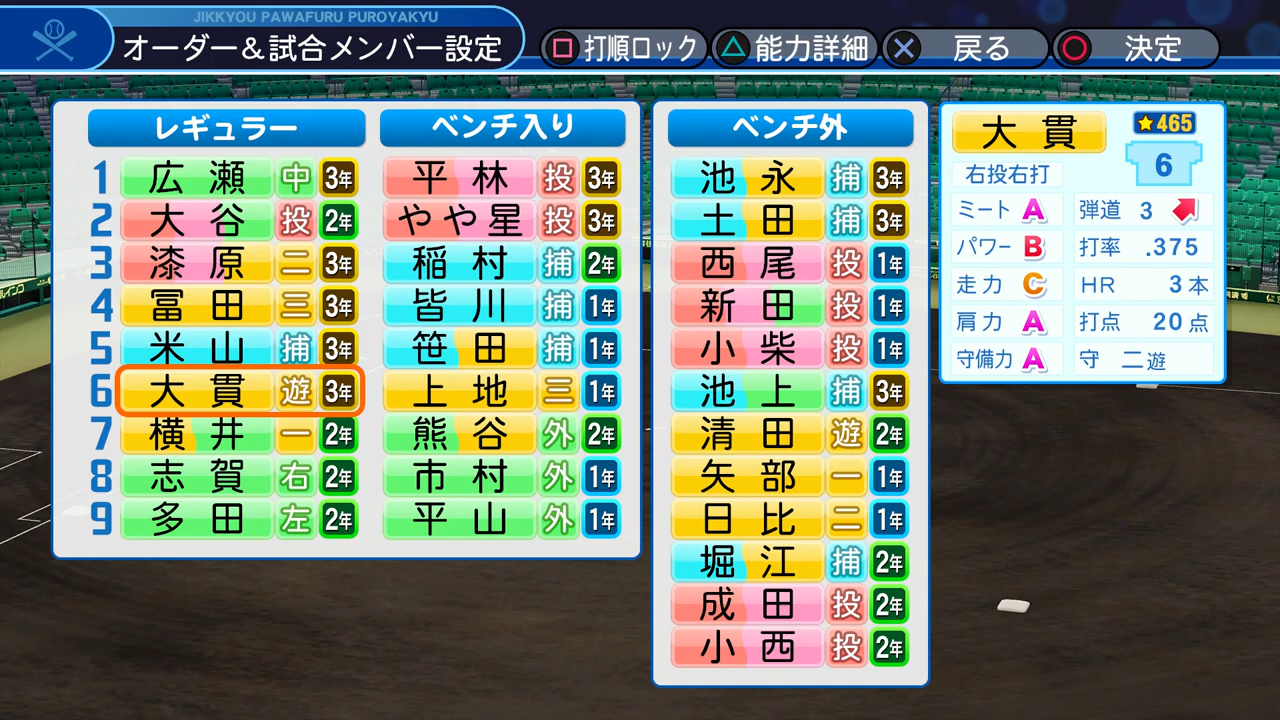 JIKKYOU PAWAFURU PUROYAKYU
オーダー＆試合メンバー設定
打順ロック
能力詳細
戻る
決定
レギュラー
1 広瀬 中 3年
2 大谷 投 2年
3 漆原 二 3年
4 冨田 三 3年
5 米山 捕 3年
6 大貫 遊 3年
7 横井 一 2年
8 志賀 右 2年
9 多田 左 2年
ベンチ入り
平林 投 3年
やや星 投 3年
稲村 捕 2年
皆川 捕 1年
笹田 捕 1年
上地 三 1年
熊谷 外 2年
市村 外 1年
平山 外 1年
ベンチ外
池永 捕 3年
土田 捕 3年
西尾 投 1年
新田 投 1年
小柴 投 1年
池上 捕 3年
清田 遊 2年
矢部 一 1年
日比 二 1年
堀江 捕 2年
成田 投 2年
小西 投 2年
大貫
★465
右投右打
6
ミート A 弾道 3
パワー B 打率 .375
走力 C HR 3本
肩力 A 打点 20点
守備力 A 守 二遊